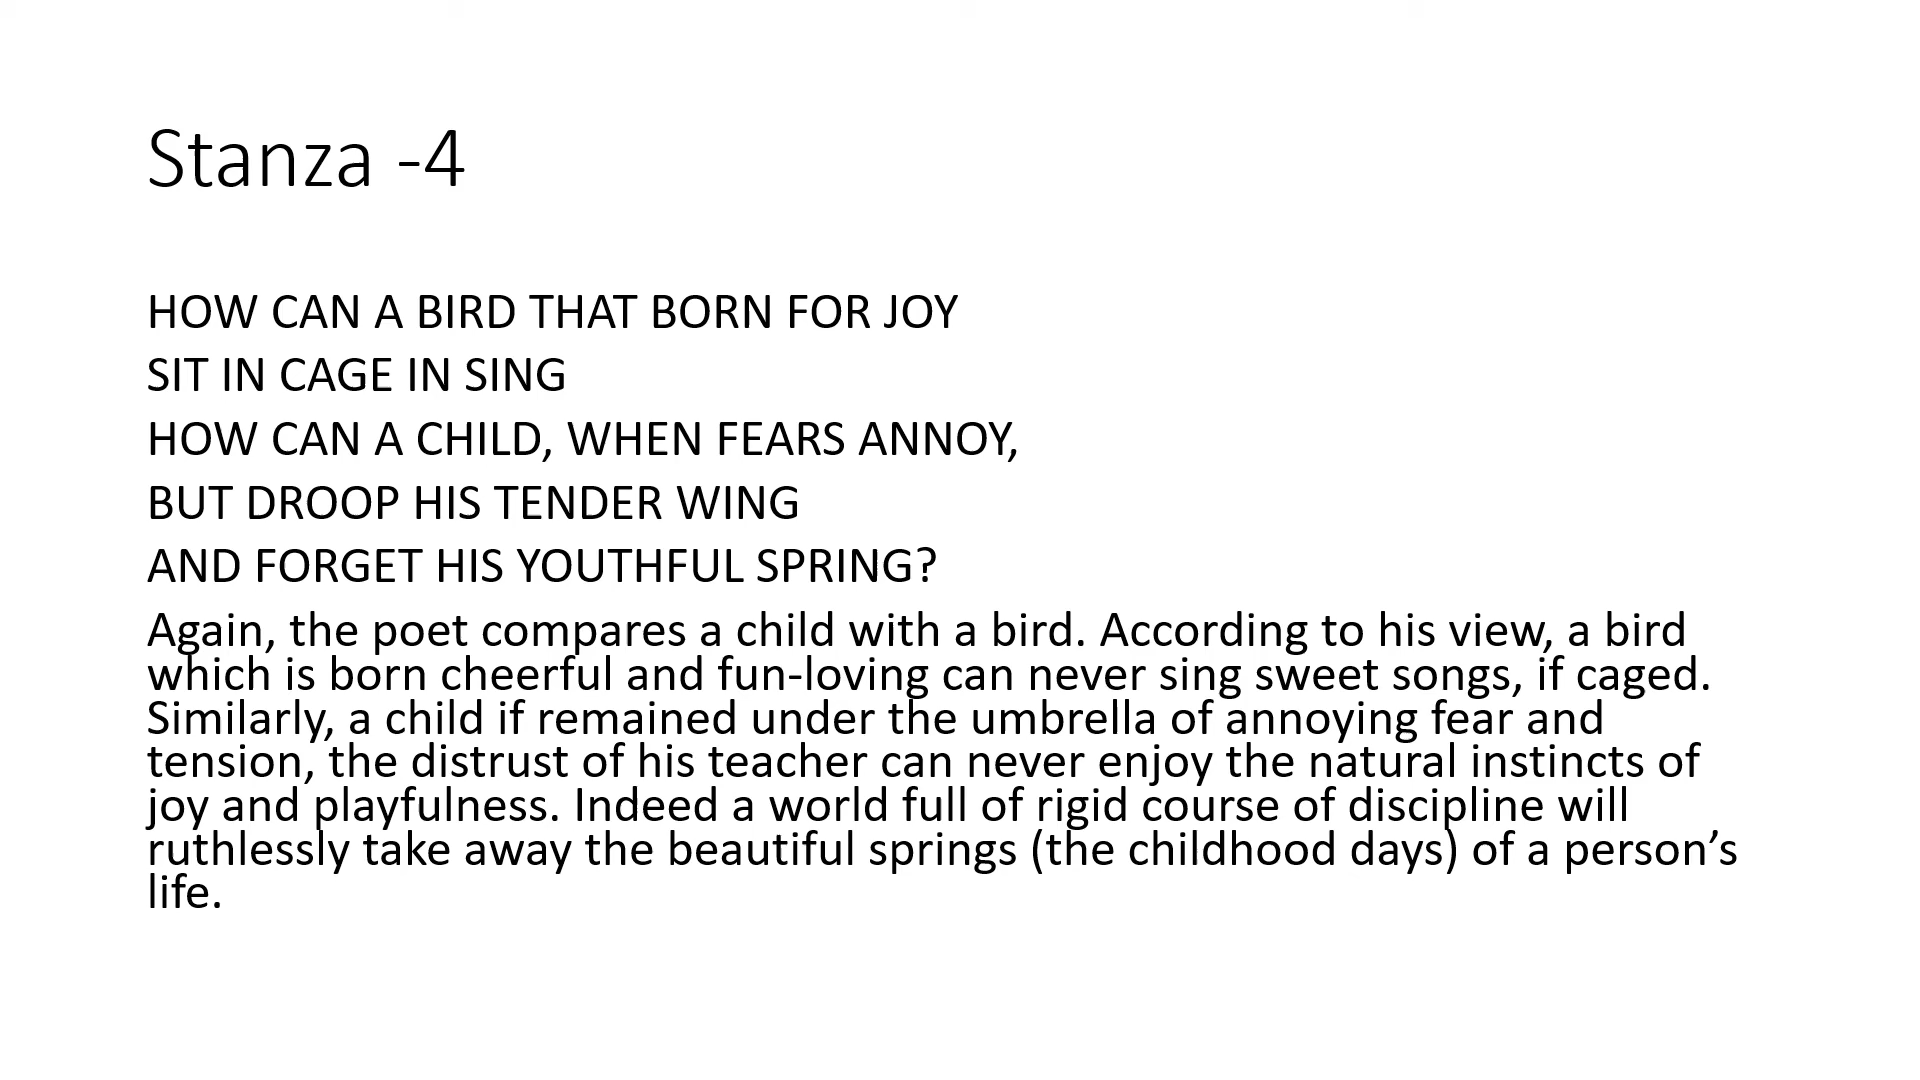 Stanza -4
HOW CAN A BIRD THAT BORN FOR JOY
SIT IN CAGE IN SING
HOW CAN A CHILD, WHEN FEARS ANNOY,
BUT DROOP HIS TENDER WING
AND FORGET HIS YOUTHFUL SPRING?
Again, the poet compares a child with a bird. According to his view, a bird
which is born cheerful and fun-loving can never sing sweet songs, if caged.
Similarly, a child if remained under the umbrella of annoying fear and
tension, the distrust of his teacher can never enjoy the natural instincts of
joy and playfulness. Indeed a world full of rigid course of discipline will
ruthlessly take away the beautiful springs (the childhood days) of a person’s
life.